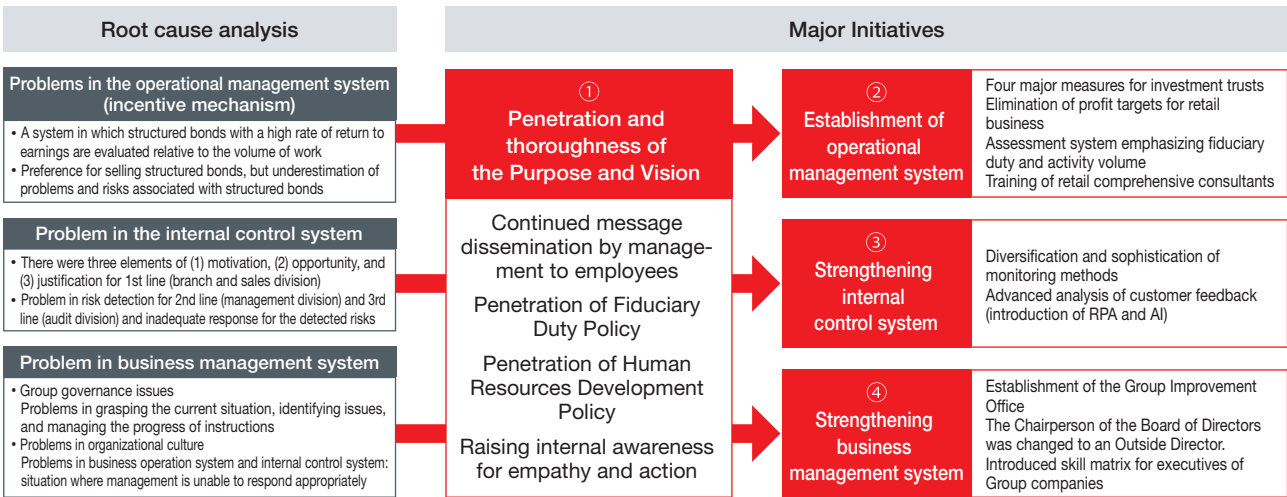 Root cause analysis
Major Initiatives
Problems in the operational management system
(incentive mechanism)
• A system in which structured bonds with a high rate of return to
earnings are evaluated relative to the volume of work
• Preference for selling structured bonds, but underestimation of
problems and risks associated with structured bonds
Problem in the internal control system
• There were three elements of (1) motivation, (2) opportunity, and
(3) justification for 1st line (branch and sales division)
• Problem in risk detection for 2nd line (management division) and 3rd
line (audit division) and inadequate response for the detected risks
Problem in business management system
• Group governance issues
Problems in grasping the current situation, identifying issues,
and managing the progress of instructions
• Problems in organizational culture
Problems in business operation system and internal control system:
situation where management is unable to respond appropriately
①
Penetration and
thoroughness of
the Purpose and Vision
Continued message
dissemination by manage-
ment to employees
Penetration of Fiduciary
Duty Policy
Penetration of Human
Resources Development
Policy
Raising internal awareness
for empathy and action
②
Establishment of
operational
management system
Four major measures for investment trusts
Elimination of profit targets for retail
business
Assessment system emphasizing fiduciary
duty and activity volume
Training of retail comprehensive consultants
③
Strengthening
internal
control system
Diversification and sophistication of
monitoring methods
Advanced analysis of customer feedback
(introduction of RPA and AI)
④
Strengthening
business
management system
Establishment of the Group Improvement
Office
The Chairperson of the Board of Directors
was changed to an Outside Director.
Introduced skill matrix for executives of
Group companies